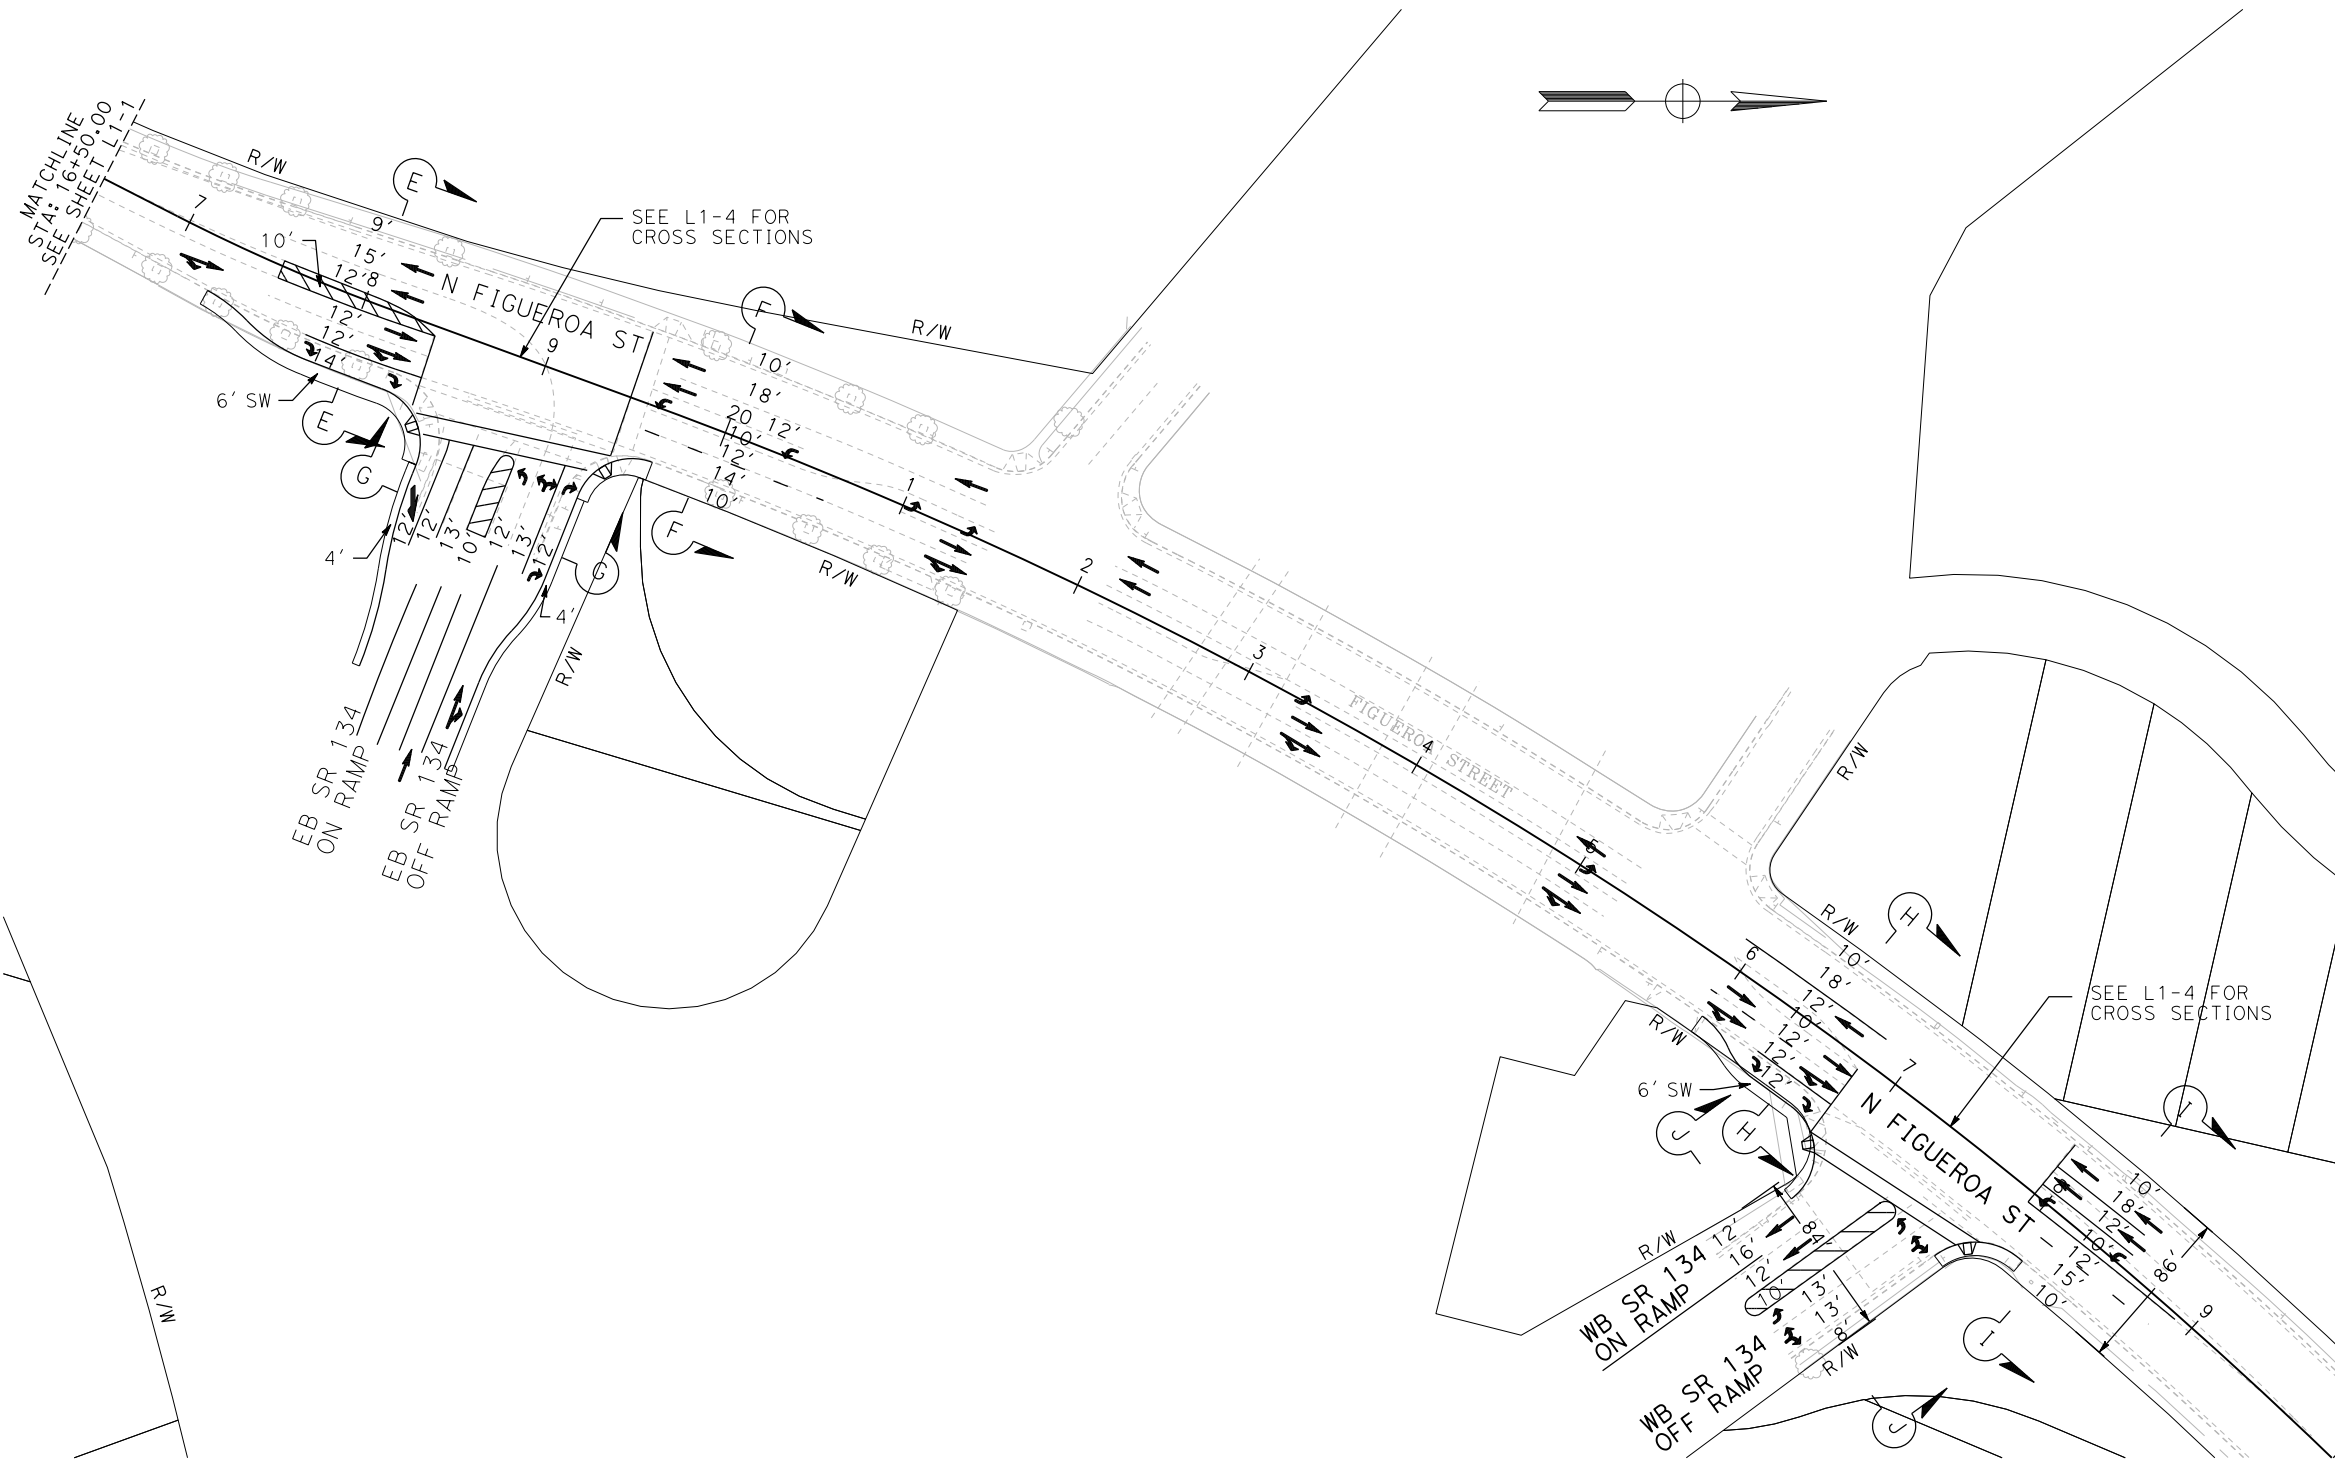 MATCHLINE
STA: 16+50.00
SEE SHEET L1-1
R/W
E
7
9'
10'
15'
12'
8
SEE L1-4 FOR
CROSS SECTIONS
N FIGUEROA ST
12'
12'
14'
6' SW
E
G
9
F
R/W
10'
18'
20
12'
10'
12'
14'
10'
F
1
R/W
2
3
FIGUEROA STREET
4
5
4'
12'
12'
13'
10'
12'
13'
12'
G
4'
R/W
EB SR 134
ON RAMP
EB SR 134
OFF RAMP
R/W
R/W
R/W
H
6
10'
18'
12'
10'
12'
12'
12'
R/W
6' SW
J
H
7
SEE L1-4 FOR
CROSS SECTIONS
N FIGUEROA ST
I
8
10'
18'
12'
10'
12'
15'
10'
86'
9
R/W
84'
12'
16'
12'
10'
13'
13'
8'
WB SR 134
ON RAMP
WB SR 134
OFF RAMP
R/W
I
J